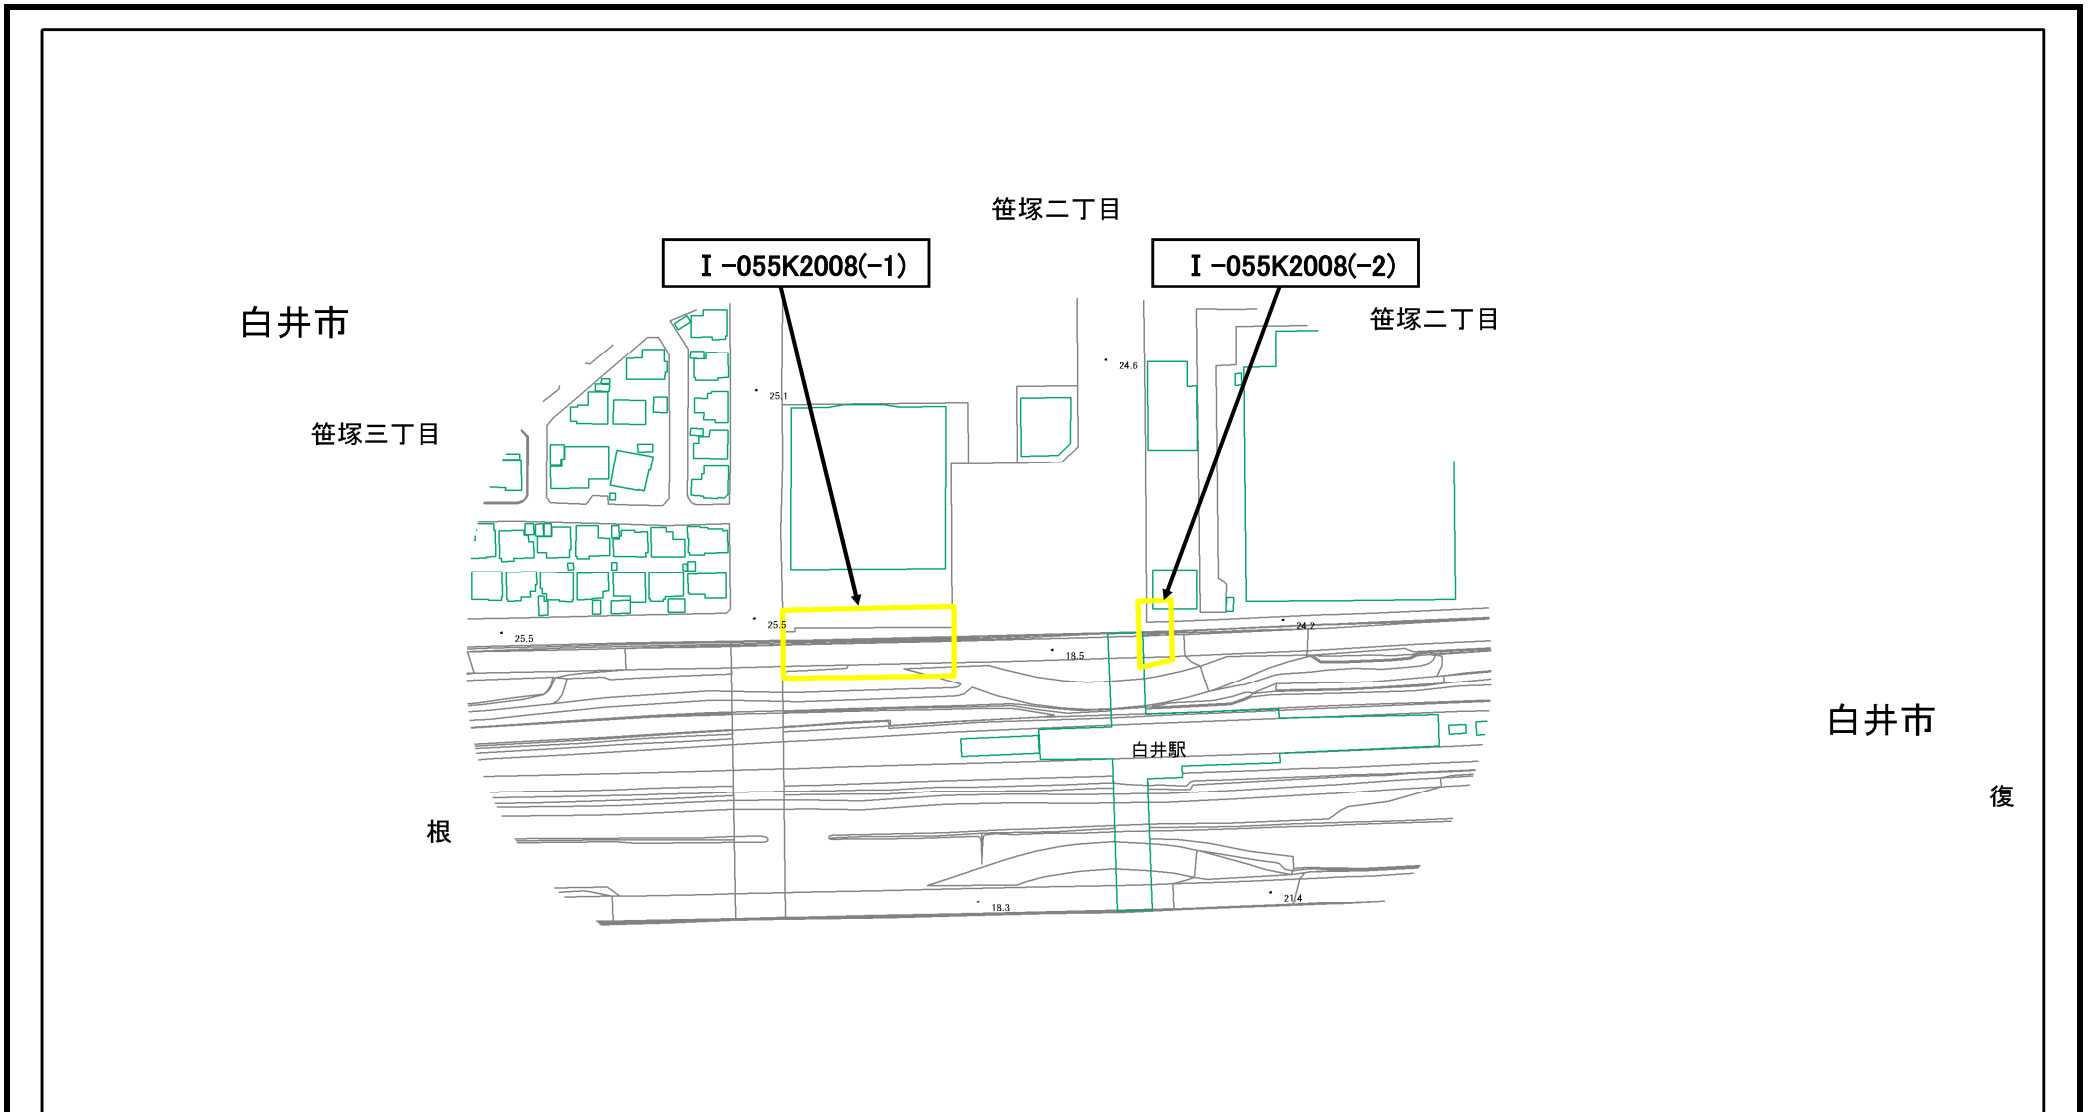 笹塚二丁目
Ⅰ-055K2008(-1)
Ⅰ-055K2008(-2)
白井市
笹塚二丁目
24.6
25.1
笹塚三丁目
25.5
24.2
25.5
18.5
白井市
白井駅
復
根
21.4
18.3